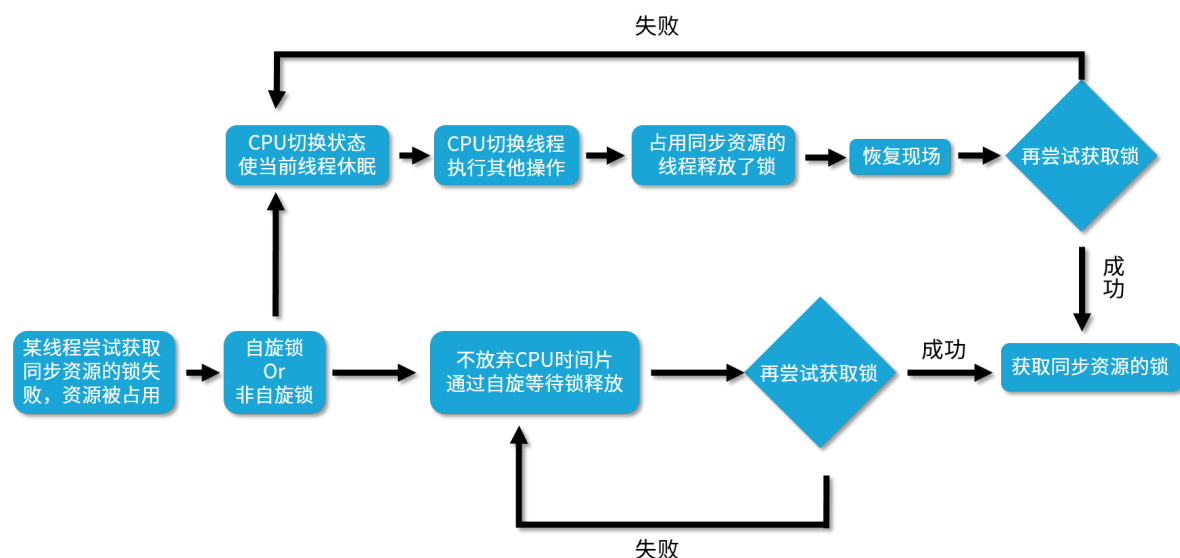 失败
CPU切换状态
使当前线程休眠
CPU切换线程
执行其他操作
占用同步资源的
线程释放了锁
恢复现场
再尝试获取锁
成
功
某线程尝试获取
同步资源的锁失
败，资源被占用
自旋锁
Or
非自旋锁
不放弃CPU时间片
通过自旋等待锁释放
再尝试获取锁
成功
获取同步资源的锁
失败